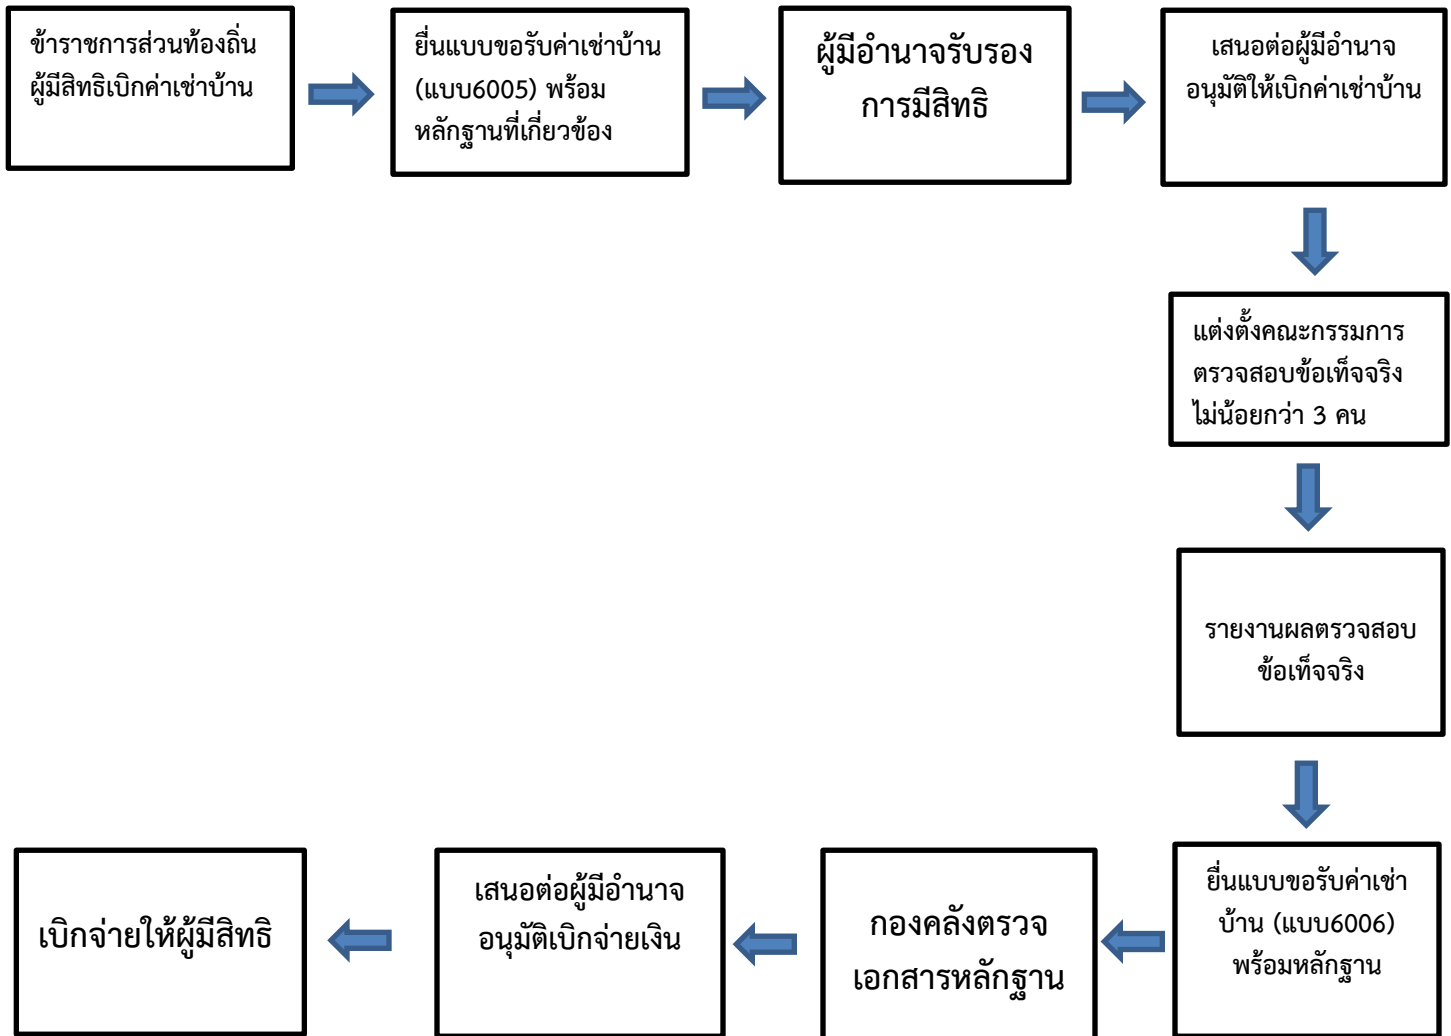 ข้าราชการส่วนท้องถิ่น
ผู้มีสิทธิเบิกค่าเช่าบ้าน
ยื่นแบบขอรับค่าเช่าบ้าน
(แบบ6005) พร้อม
หลักฐานที่เกี่ยวข้อง
ผู้มีอำนาจรับรอง
การมีสิทธิ
เสนอต่อผู้มีอำนาจ
อนุมัติให้เบิกค่าเช่าบ้าน
แต่งตั้งคณะกรรมการ
ตรวจสอบข้อเท็จจริง
ไม่น้อยกว่า 3 คน
รายงานผลตรวจสอบ
ข้อเท็จจริง
ยื่นแบบขอรับค่าเช่า
บ้าน (แบบ6006)
พร้อมหลักฐาน
กองคลังตรวจ
เอกสารหลักฐาน
เสนอต่อผู้มีอำนาจ
อนุมัติเบิกจ่ายเงิน
เบิกจ่ายให้ผู้มีสิทธิ